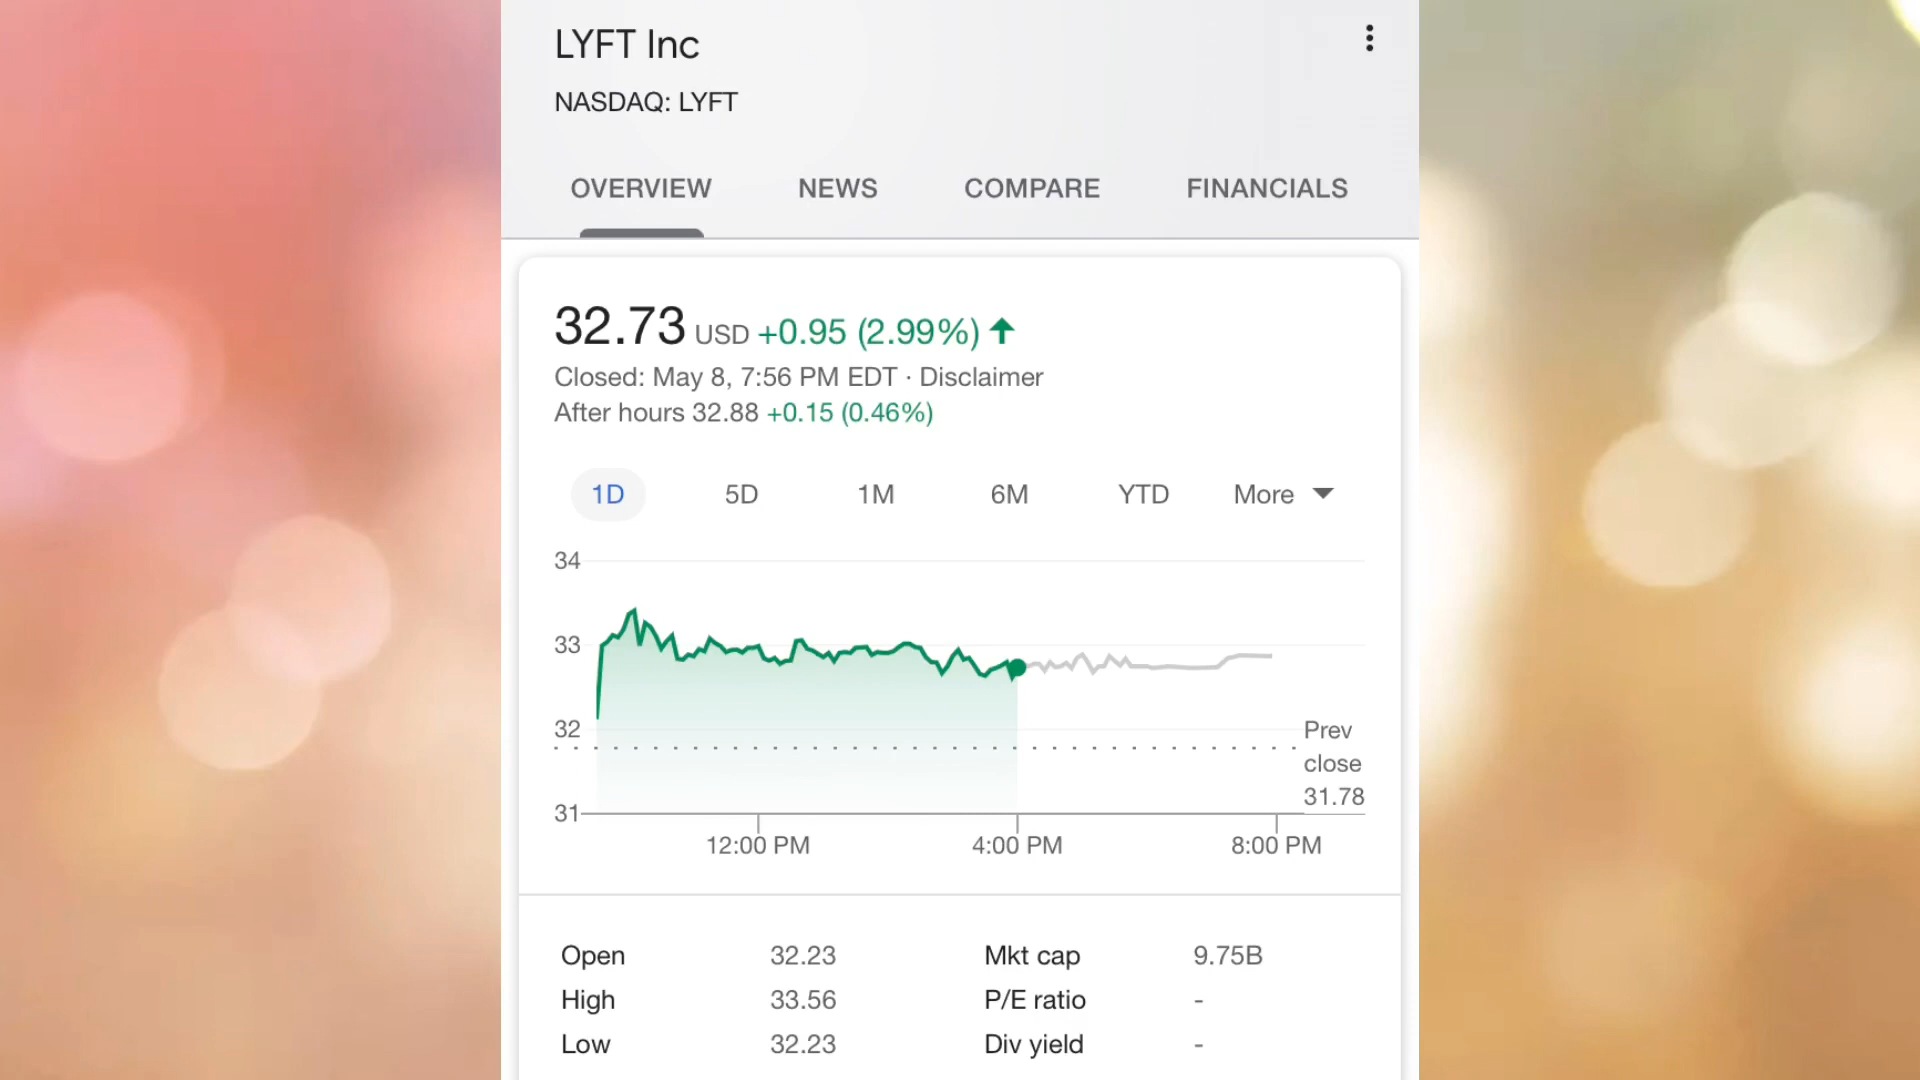 LYFT Inc
NASDAQ: LYFT
OVERVIEW NEWS COMPARE FINANCIALS
32.73 USD +0.95 (2.99%)
Closed: May 8, 7:56 PM EDT · Disclaimer
After hours 32.88 +0.15 (0.46%)
1D 5D 1M 6M YTD More
34
33
32
Prev
close
31.78
31
12:00 PM 4:00 PM 8:00 PM
Open 32.23 Mkt cap 9.75B
High 33.56 P/E ratio -
Low 32.23 Div yield -